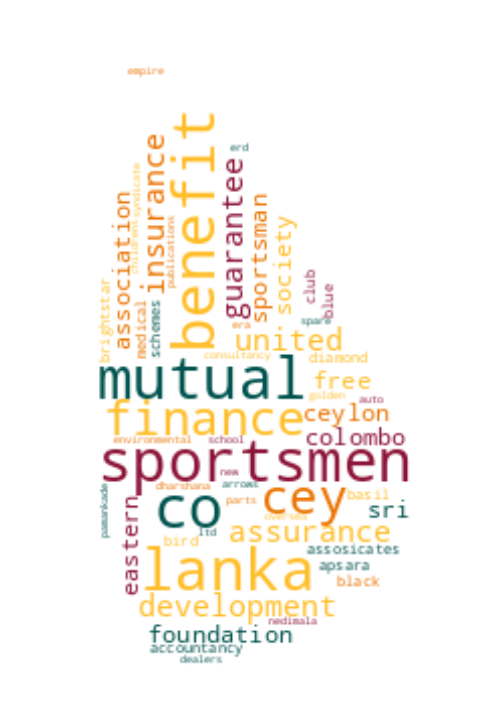 empire
benefit
erd
insurance
guarantee
association
childrens
syndicate
publications
sportsman
society
club
blue
brightstar
medical
schemes
spare
era
united
consultancy
diamond
mutual
free
golden
auto
finance
ceylon
environmental
school
colombo
sportsmen
new
pamankade
dharshana
arrows
cey
basil
co
parts
sri
eastern
overseas
ltd
assurance
bird
assosicates
lanka
apsara
black
development
nedimala
foundation
accountancy
dealers